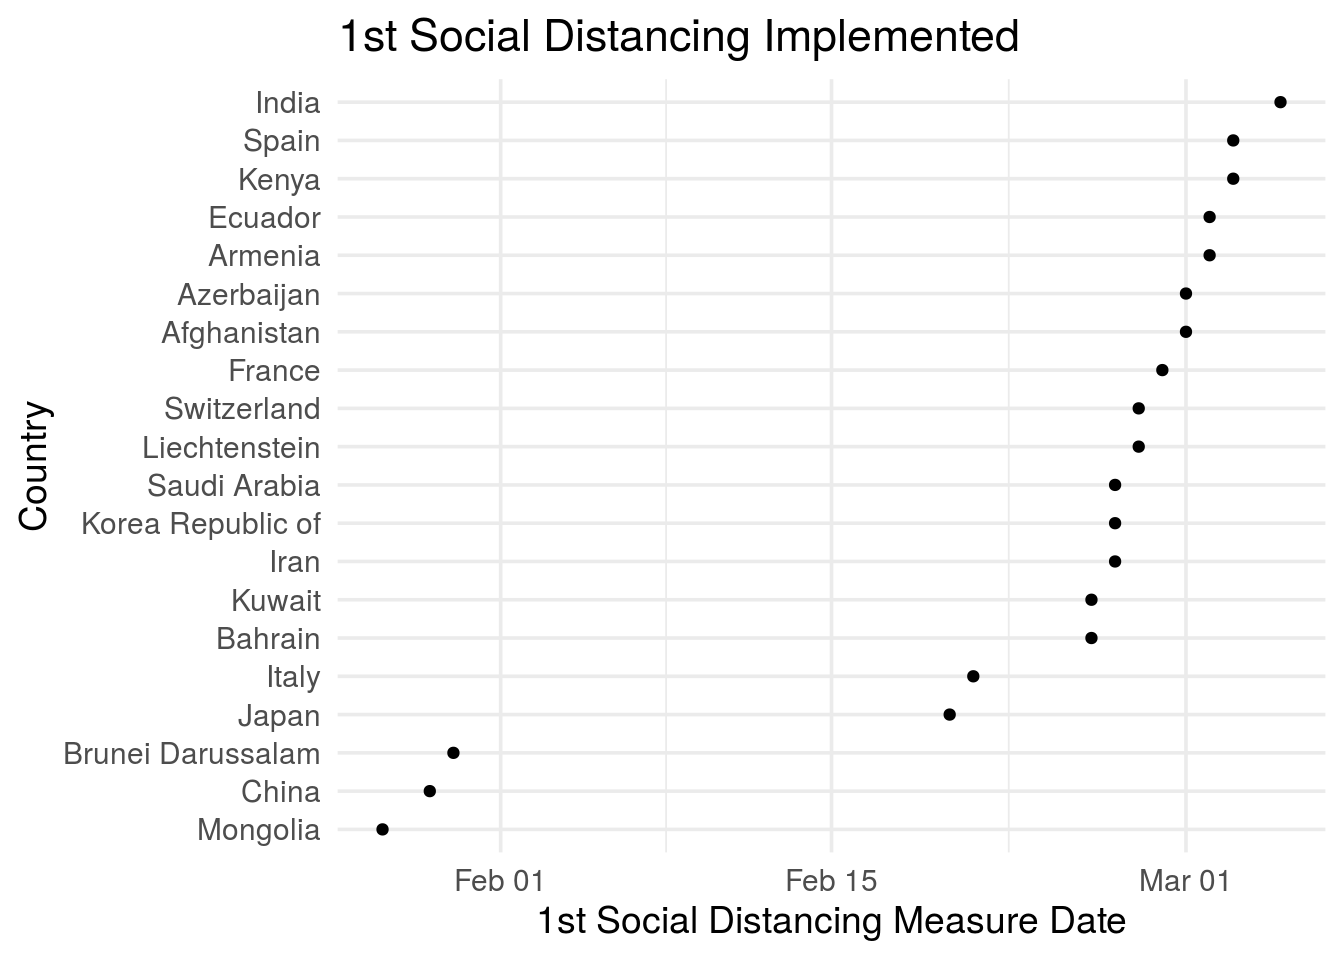 1st Social Distancing Implemented
India
Spain
Kenya
Ecuador
Armenia
Azerbaijan
Afghanistan
France
Switzerland
Liechtenstein
Saudi Arabia
Korea Republic of
Iran
Kuwait
Bahrain
Italy
Japan
Brunei Darussalam
China
Mongolia
Country
Feb 01
Feb 15
Mar 01
1st Social Distancing Measure Date